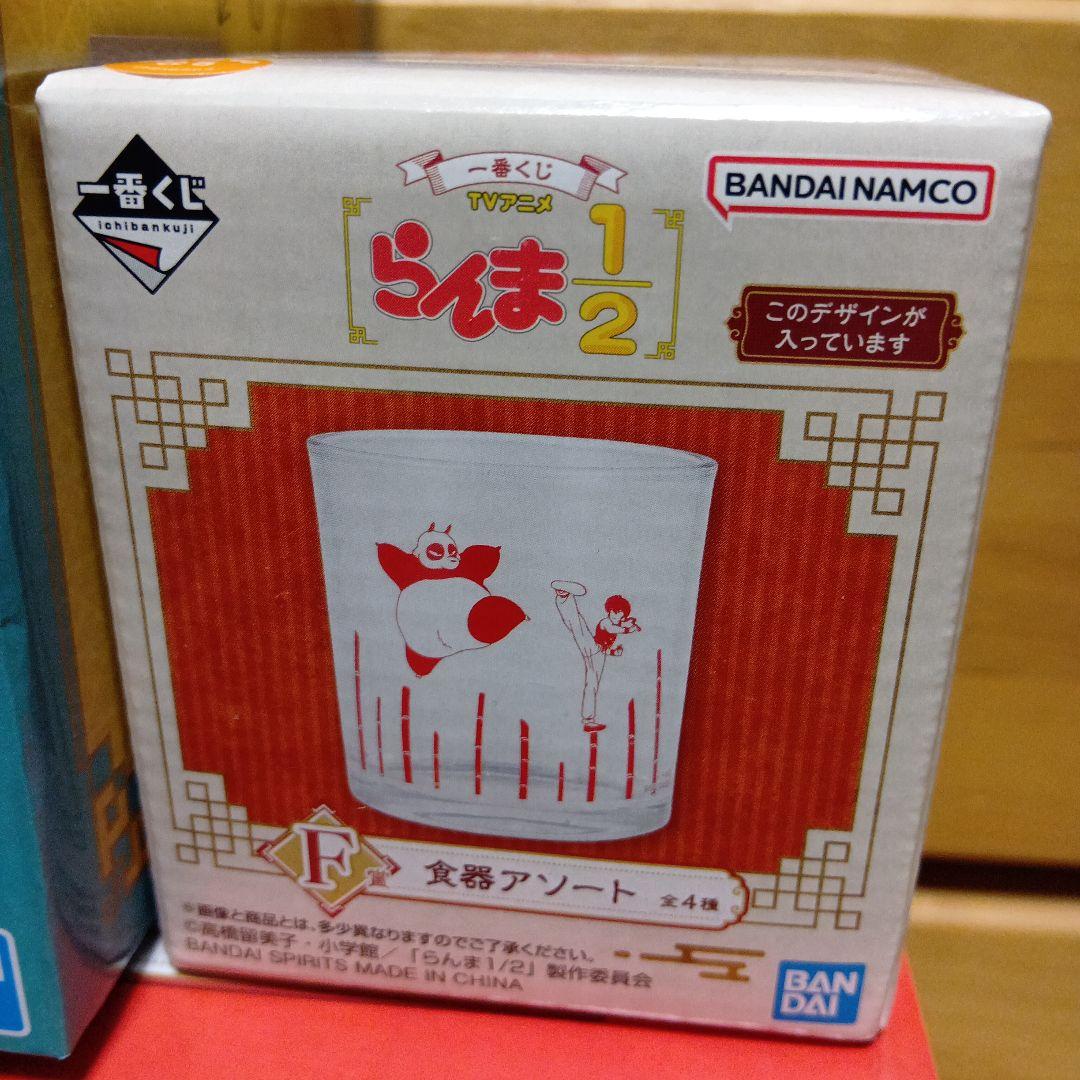 一番くじ
ichibankuji
一番くじ
TVアニメ
らんま1/2
BANDAI NAMCO
このデザインが
入っています
F賞
食器アソート 全4種
※画像と商品とは、多少異なりますのでご了承ください。
©高橋留美子・小学館/「らんま1/2」製作委員会
BANDAI SPIRITS MADE IN CHINA
BAN
DAI